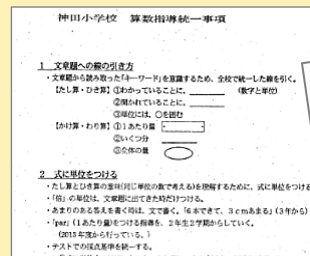 神田小学校 算数指導統一事項
1 文章題への線の引き方
・文章題から読み取った「キーワード」を意識するため、全校で統一した線を引く。
【たし算・ひき算】①わかっていることに、 (数字と単位)
②聞かれていることに、
③単位には、○を囲む
【かけ算・わり算】①1あたり量
②いくつ分
③全体の量
2 式に単位をつける
・たし算とひき算の意味(同じ単位の数で考える)を理解するために、式に単位をつける
・「倍」の単位は、文章題に出てきた時だけつける。
・あまりのある答えを書く時は、文で書く。「6本できて、3cmあまる」(3年から)
・「per」(1あたり量)をつける指導を、2年生2学期からしていく。
(2015年度から行っている。)
・テストでの採点基準を統一する。